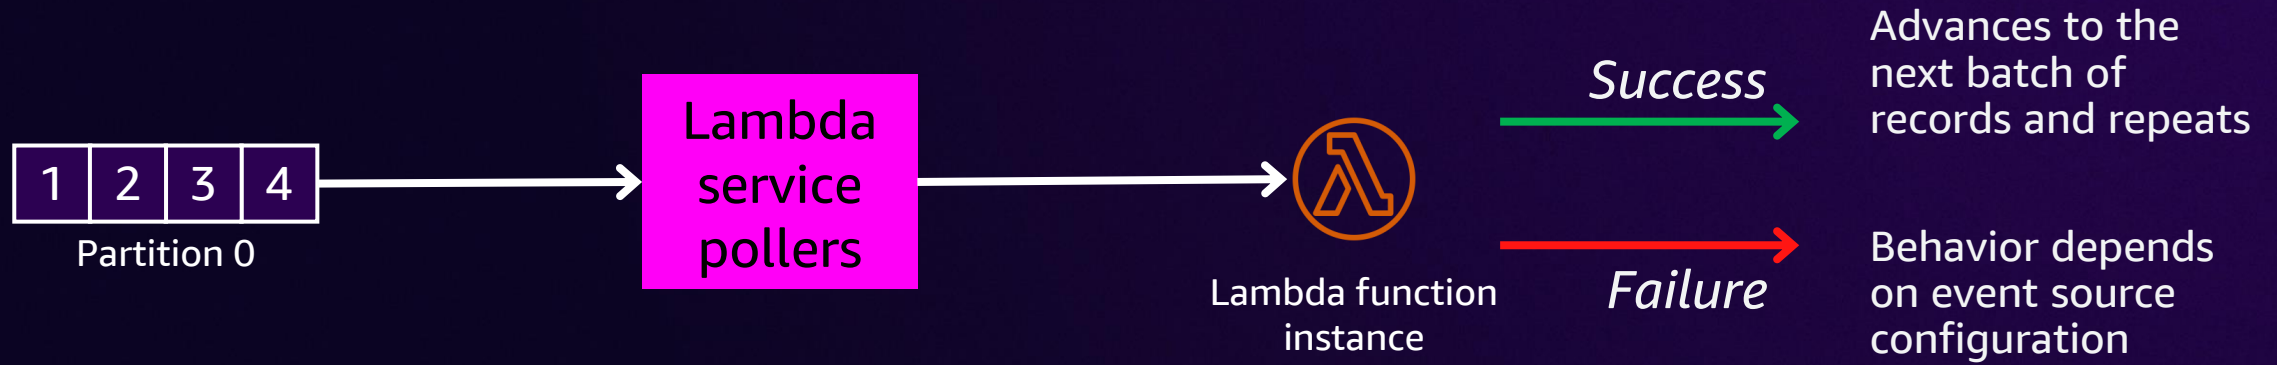 1 2 3 4
Partition 0
Lambda
service
pollers
Lambda function
instance
Success
Advances to the
next batch of
records and repeats
Failure
Behavior depends
on event source
configuration